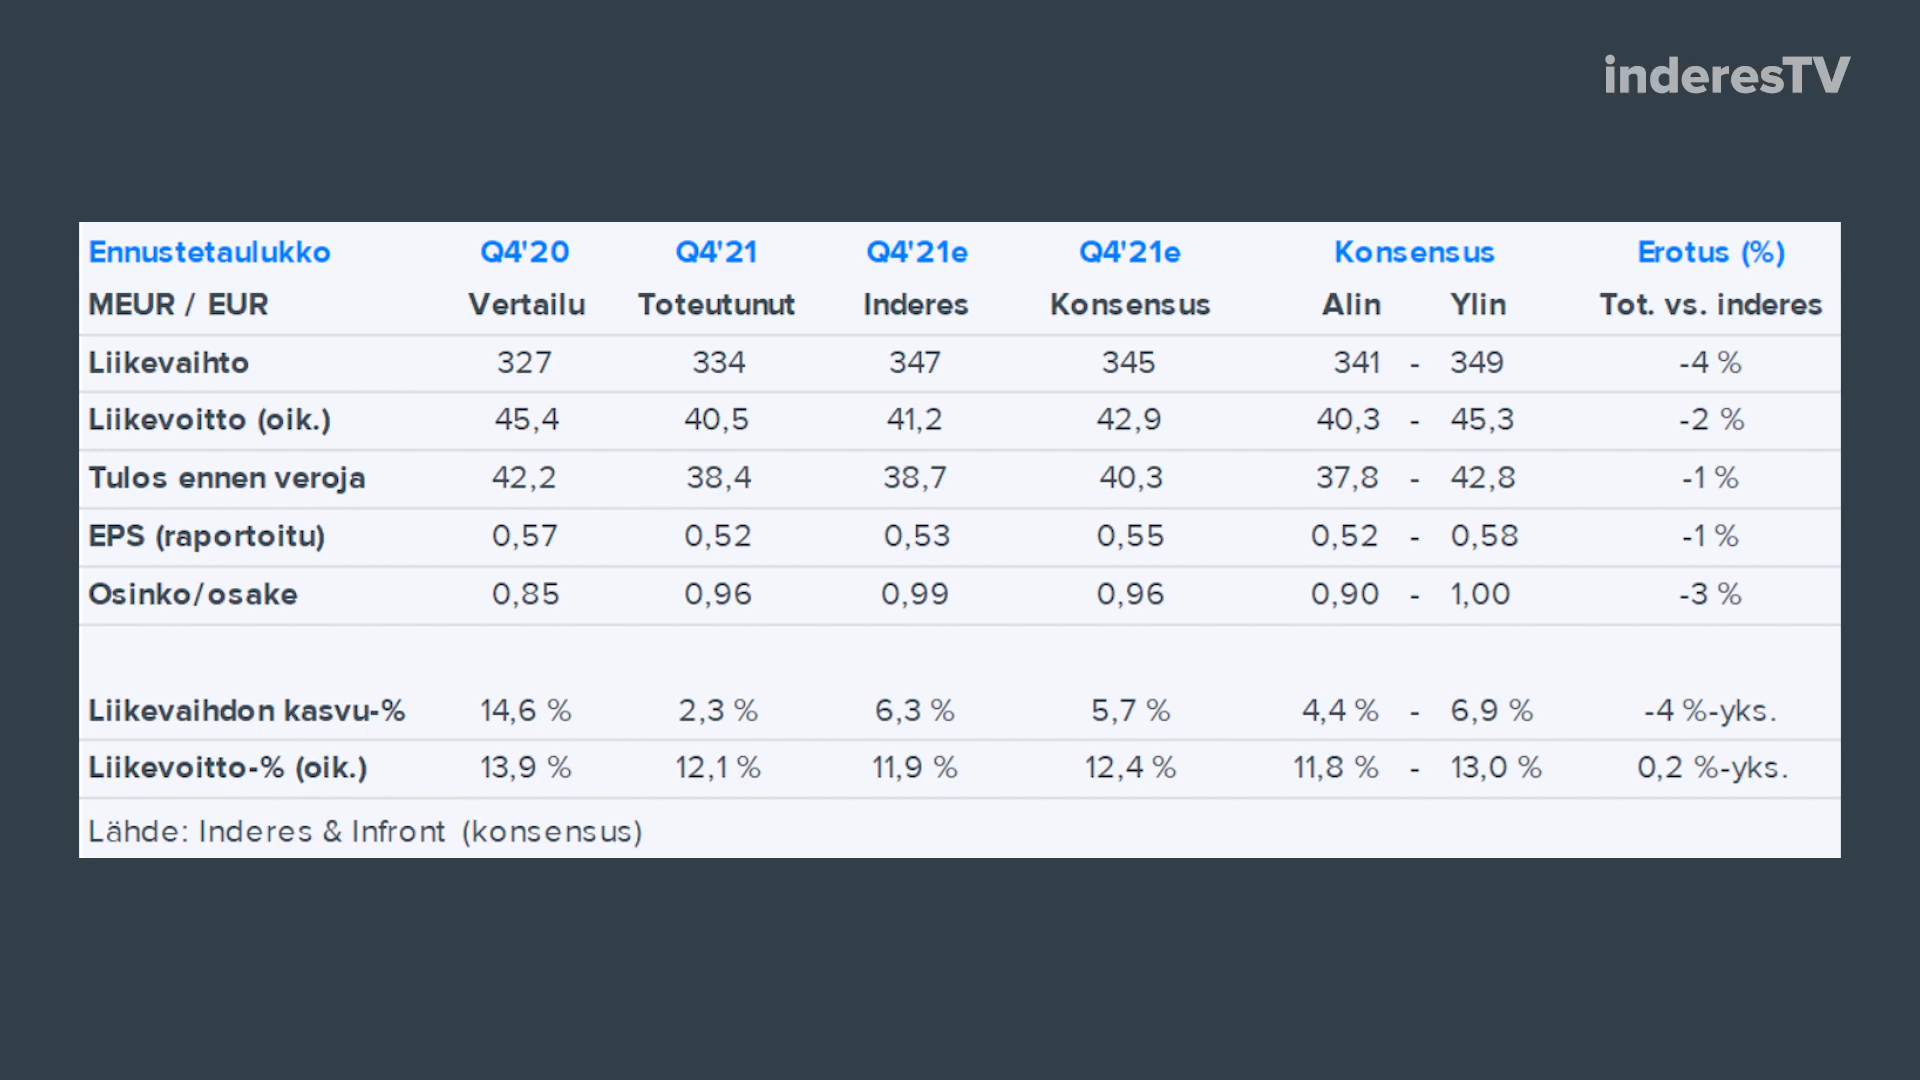 inderesTV
Ennustetaulukko Q4'20 Q4'21 Q4'21e Q4'21e Konsensus Erotus (%)
MEUR / EUR Vertailu Toteutunut Inderes Konsensus Alin Ylin Tot. vs. inderes
Liikevaihto 327 334 347 345 341 - 349 -4 %
Liikevoitto (oik.) 45,4 40,5 41,2 42,9 40,3 - 45,3 -2 %
Tulos ennen veroja 42,2 38,4 38,7 40,3 37,8 - 42,8 -1 %
EPS (raportoitu) 0,57 0,52 0,53 0,55 0,52 - 0,58 -1 %
Osinko/osake 0,85 0,96 0,99 0,96 0,90 - 1,00 -3 %
Liikevaihdon kasvu-% 14,6 % 2,3 % 6,3 % 5,7 % 4,4 % - 6,9 % -4 %-yks.
Liikevoitto-% (oik.) 13,9 % 12,1 % 11,9 % 12,4 % 11,8 % - 13,0 % 0,2 %-yks.
Lähde: Inderes & Infront (konsensus)